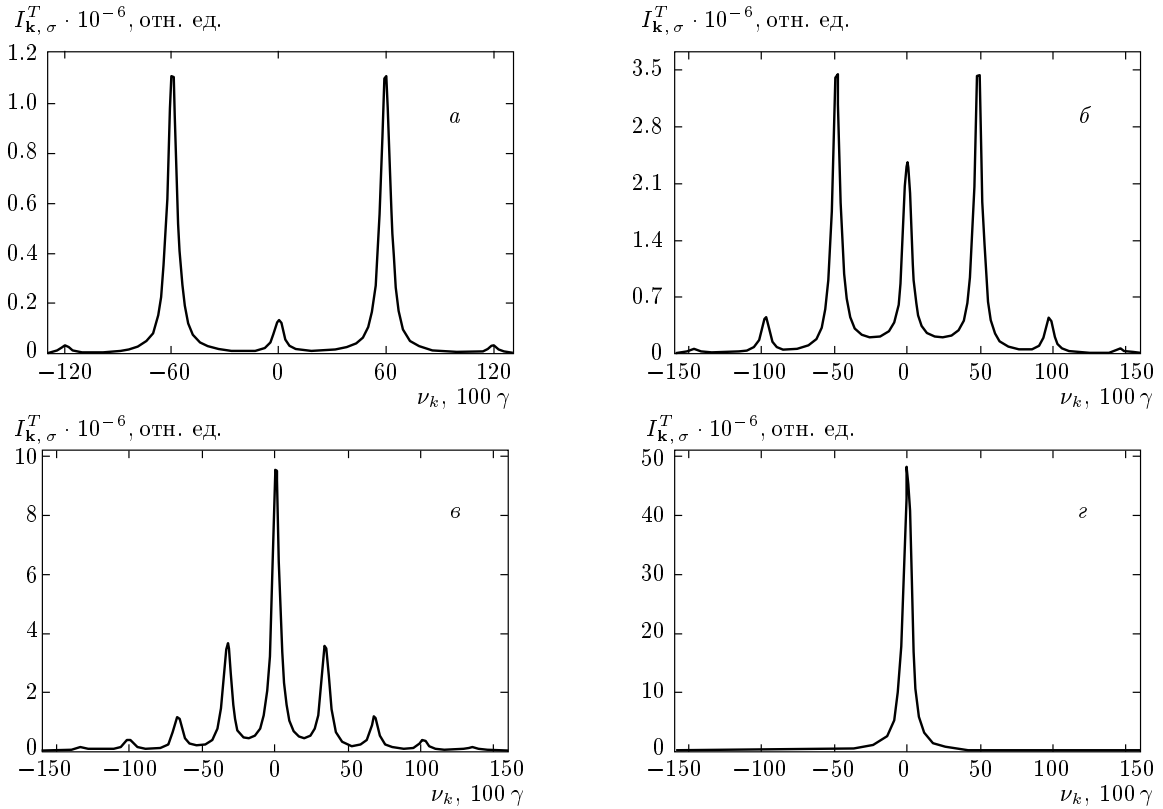 I^T_{k, σ} · 10^{−6}, отн. ед.
1.2
1.0
0.8
0.6
0.4
0.2
0
а
−120 −60 0 60 120
ν_k, 100 γ
I^T_{k, σ} · 10^{−6}, отн. ед.
3.5
2.8
2.1
1.4
0.7
0
б
−150 −100 −50 0 50 100 150
ν_k, 100 γ
I^T_{k, σ} · 10^{−6}, отн. ед.
10
8
6
4
2
0
в
−150 −100 −50 0 50 100 150
ν_k, 100 γ
I^T_{k, σ} · 10^{−6}, отн. ед.
50
40
30
20
10
0
г
−150 −100 −50 0 50 100 150
ν_k, 100 γ